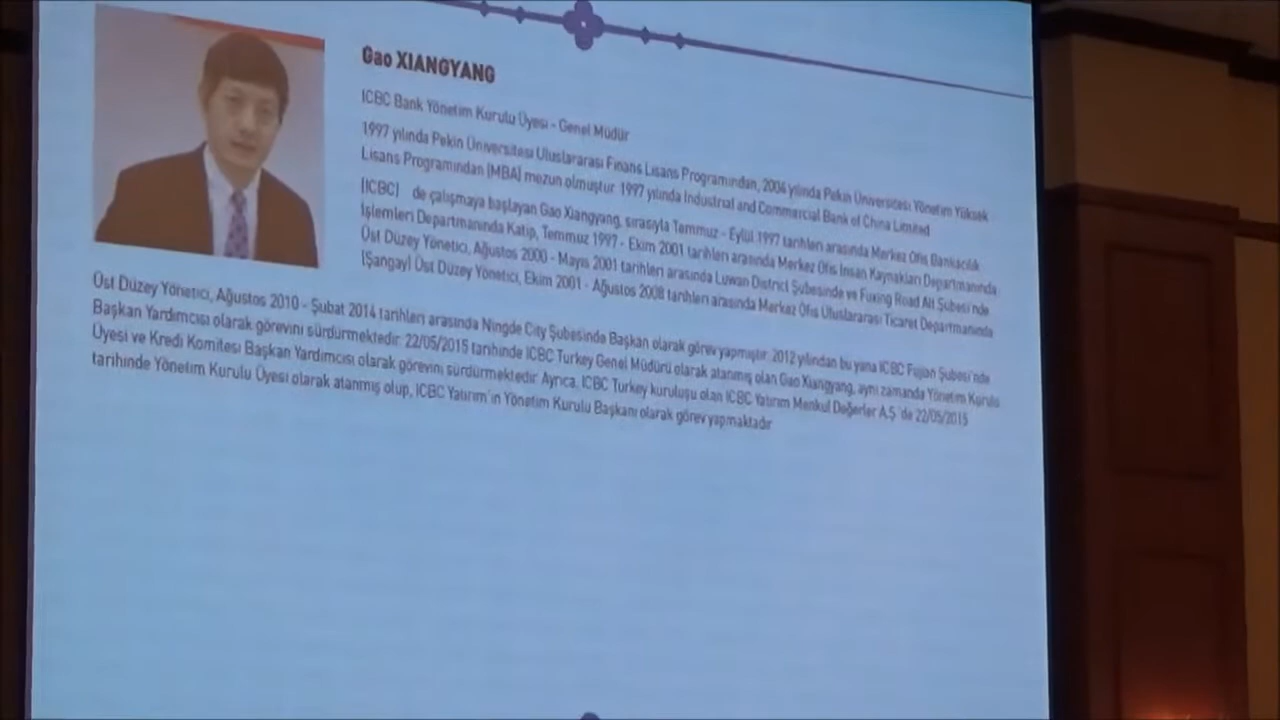 Gao XIANGYANG
ICBC Bank Yönetim Kurulu Üyesi - Genel Müdür
1997 yılında Pekin Üniversitesi Uluslararası Finans Lisans Programından, 2004 yılında Pekin Üniversitesi Yönetim Yüksek
Lisans Programından (MBA) mezun olmuştur. 1997 yılında Industrial and Commercial Bank of China Limited
(ICBC) de çalışmaya başlayan Gao Xiangyang, sırasıyla Temmuz - Eylül 1997 tarihleri arasında Merkez Ofis Bankacılık
İşlemleri Departmanında Katip, Temmuz 1997 - Ekim 2001 tarihleri arasında Merkez Ofis İnsan Kaynakları Departmanında
Üst Düzey Yönetici, Ağustos 2000 - Mayıs 2001 tarihleri arasında Luwan District Şubesinde ve Fuxing Road Alt Şubesi'nde
(Şangay) Üst Düzey Yönetici, Ekim 2001 - Ağustos 2008 tarihleri arasında Merkez Ofis Uluslararası Ticaret Departmanında
Üst Düzey Yönetici, Ağustos 2010 - Şubat 2014 tarihleri arasında Ningde City Şubesinde Başkan olarak görev yapmıştır. 2012 yılından bu yana ICBC Fujian Şubesi'nde
Başkan Yardımcısı olarak görevini sürdürmektedir. 22/05/2015 tarihinde ICBC Turkey Genel Müdürü olarak atanmış olan Gao Xiangyang, aynı zamanda Yönetim Kurulu
Üyesi ve Kredi Komitesi Başkan Yardımcısı olarak görevini sürdürmektedir. Ayrıca, ICBC Turkey kuruluşu olan ICBC Yatırım Menkul Değerler A.Ş.'de 22/05/2015
tarihinde Yönetim Kurulu Üyesi olarak atanmış olup, ICBC Yatırım'ın Yönetim Kurulu Başkanı olarak görev yapmaktadır